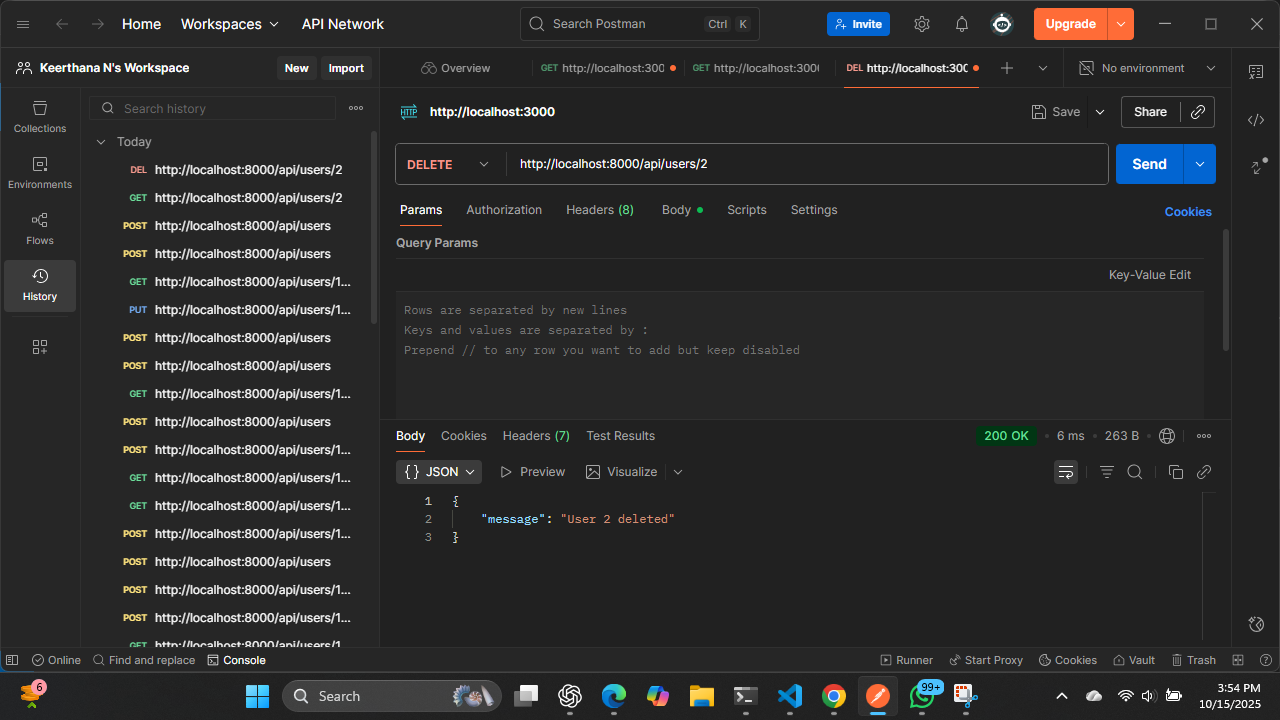 Home
Workspaces
API Network
Search Postman
Ctrl K
Invite
Upgrade
Keerthana N's Workspace
New
Import
Overview
GET http://localhost:300
GET http://localhost:3000
DEL http://localhost:300
No environment
Collections
Environments
Flows
History
Search history
Today
DEL http://localhost:8000/api/users/2
GET http://localhost:8000/api/users/2
POST http://localhost:8000/api/users
POST http://localhost:8000/api/users
GET http://localhost:8000/api/users/1...
PUT http://localhost:8000/api/users/1...
POST http://localhost:8000/api/users
POST http://localhost:8000/api/users
GET http://localhost:8000/api/users/1...
POST http://localhost:8000/api/users
POST http://localhost:8000/api/users/1...
GET http://localhost:8000/api/users/1...
GET http://localhost:8000/api/users/1...
POST http://localhost:8000/api/users/1...
POST http://localhost:8000/api/users
POST http://localhost:8000/api/users/1...
POST http://localhost:8000/api/users/1...
GET http://localhost:8000/api/users/1
HTTP http://localhost:3000
Save
Share
DELETE
http://localhost:8000/api/users/2
Send
Params
Authorization
Headers (8)
Body
Scripts
Settings
Cookies
Query Params
Key-Value Edit
Rows are separated by new lines
Keys and values are separated by :
Prepend // to any row you want to add but keep disabled
Body
Cookies
Headers (7)
Test Results
200 OK
6 ms
263 B
{} JSON
Preview
Visualize
1 {
2 "message": "User 2 deleted"
3 }
Online
Find and replace
Console
Runner
Start Proxy
Cookies
Vault
Trash
6
Search
99+
3:54 PM
10/15/2025